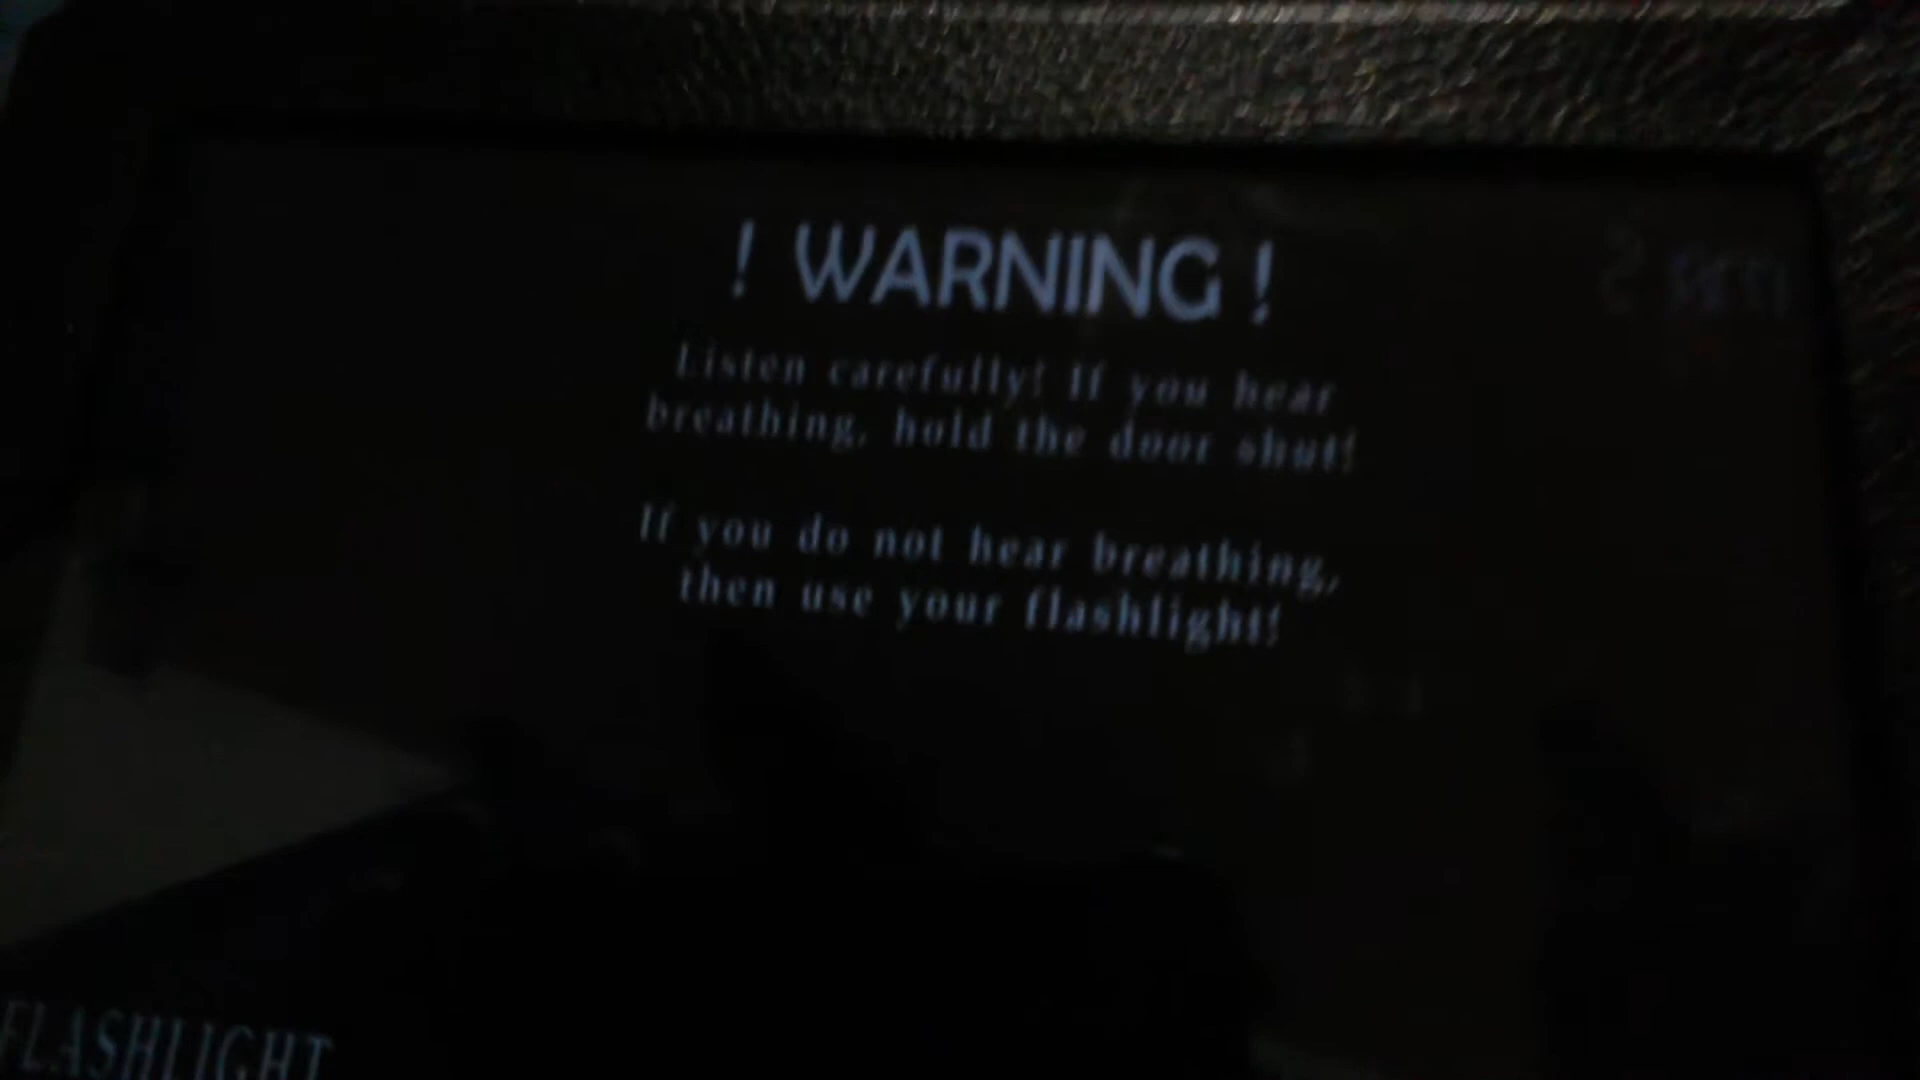 ! WARNING !
Listen carefully! If you hear
breathing, hold the door shut!
If you do not hear breathing,
then use your flashlight!
FLASHLIGHT